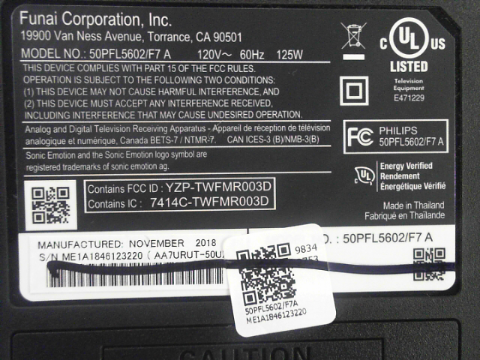 Funai Corporation, Inc.
19900 Van Ness Avenue, Torrance, CA 90501
MODEL NO.: 50PFL5602/F7 A 120V~ 60Hz 125W
THIS DEVICE COMPLIES WITH PART 15 OF THE FCC RULES.
OPERATION IS SUBJECT TO THE FOLLOWING TWO CONDITIONS:
(1) THIS DEVICE MAY NOT CAUSE HARMFUL INTERFERENCE, AND
(2) THIS DEVICE MUST ACCEPT ANY INTERFERENCE RECEIVED,
INCLUDING INTERFERENCE THAT MAY CAUSE UNDESIRED OPERATION.
Analog and Digital Television Receiving Apparatus - Appareil de réception de télévision
analogique et numérique, Canada BETS-7 / NTMR-7. CAN ICES-3 (B)/NMB-3(B)
Sonic Emotion and the Sonic Emotion logo symbol are
registered trademarks of sonic emotion ag.
C UL US
LISTED
Television
Equipment
E471229
FC PHILIPS
50PFL5602/F7 A
UL Energy Verified
Rendement
Énergétique Vérifié
Made in Thailand
Fabriqué en Thaïlande
Contains FCC ID : YZP-TWFMR003D
Contains IC : 7414C-TWFMR003D
MANUFACTURED: NOVEMBER 2018
S/N ME1A1846123220 ( AA7URUT-50U
O. : 50PFL5602/F7 A
9834
50PFL5602/F7A
ME1A1846123220
CAUTION